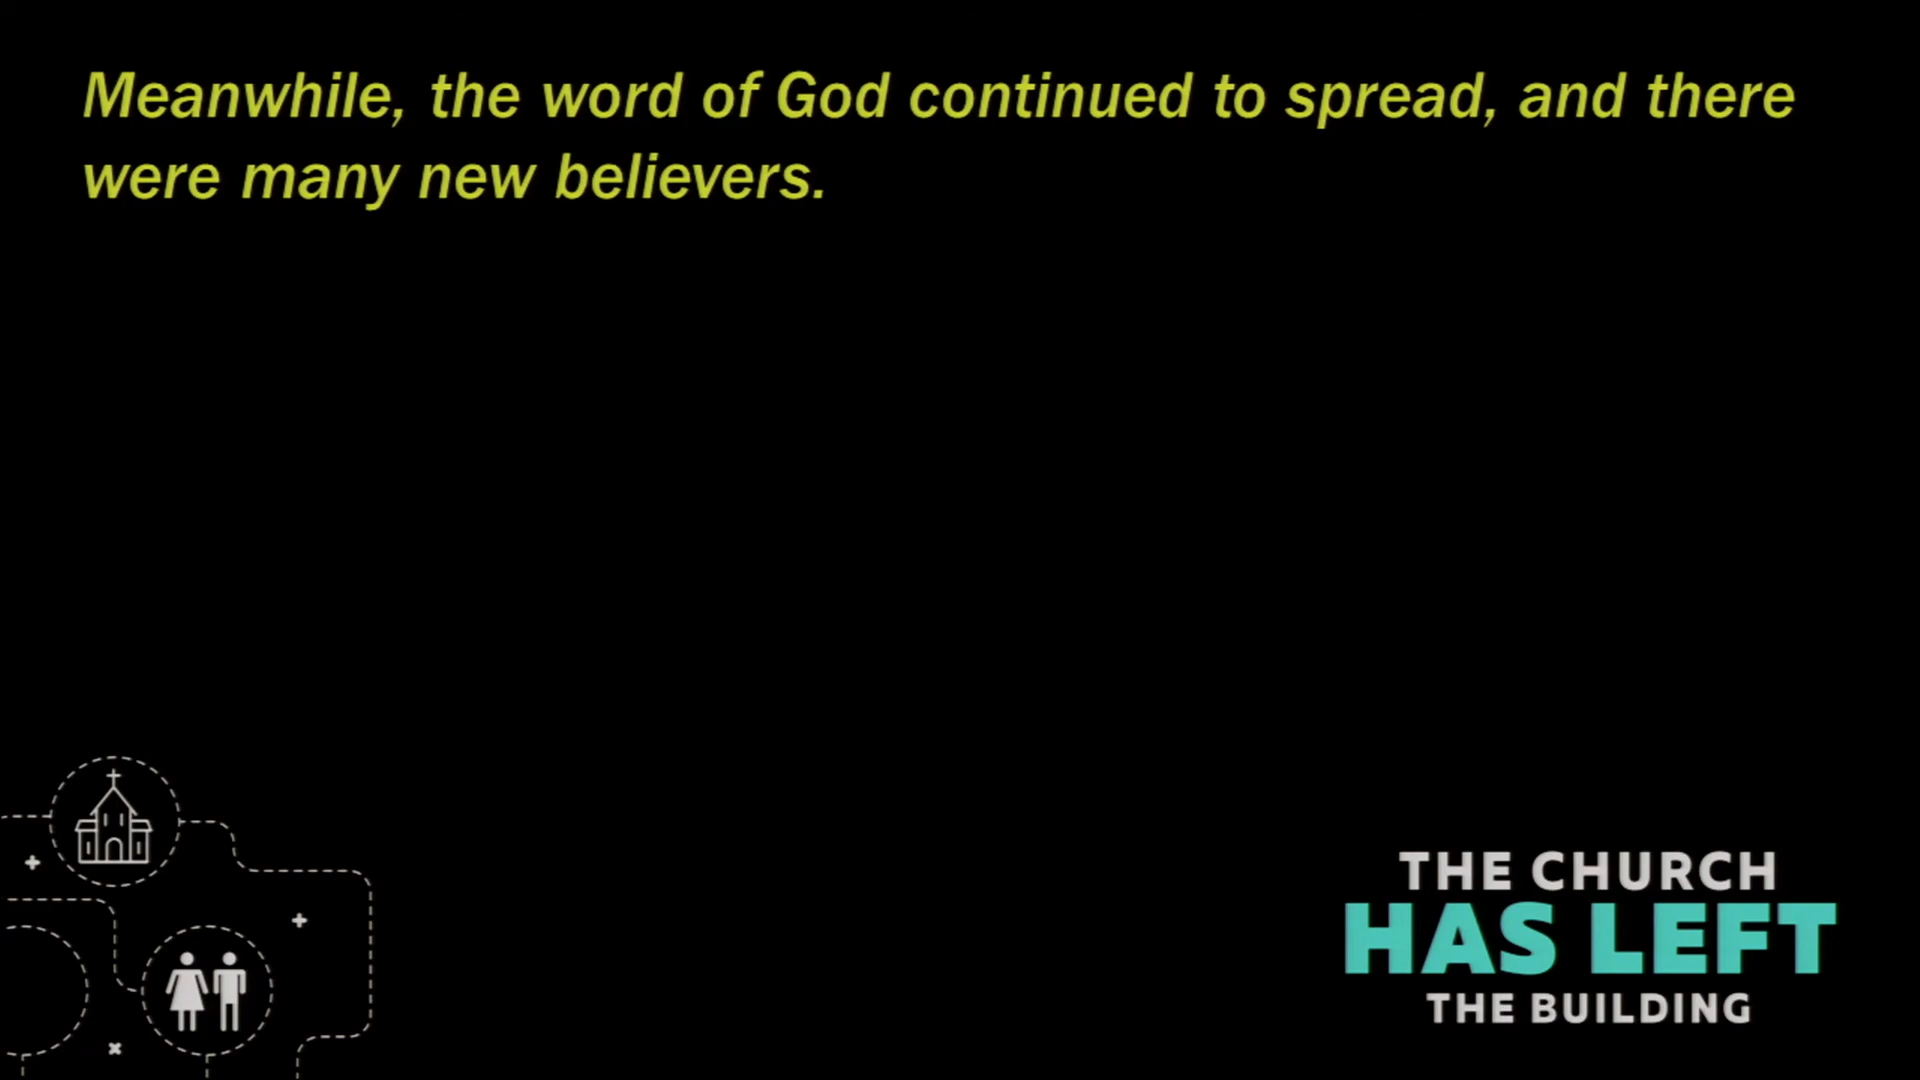 Meanwhile, the word of God continued to spread, and there
were many new believers.
THE CHURCH
HAS LEFT
THE BUILDING